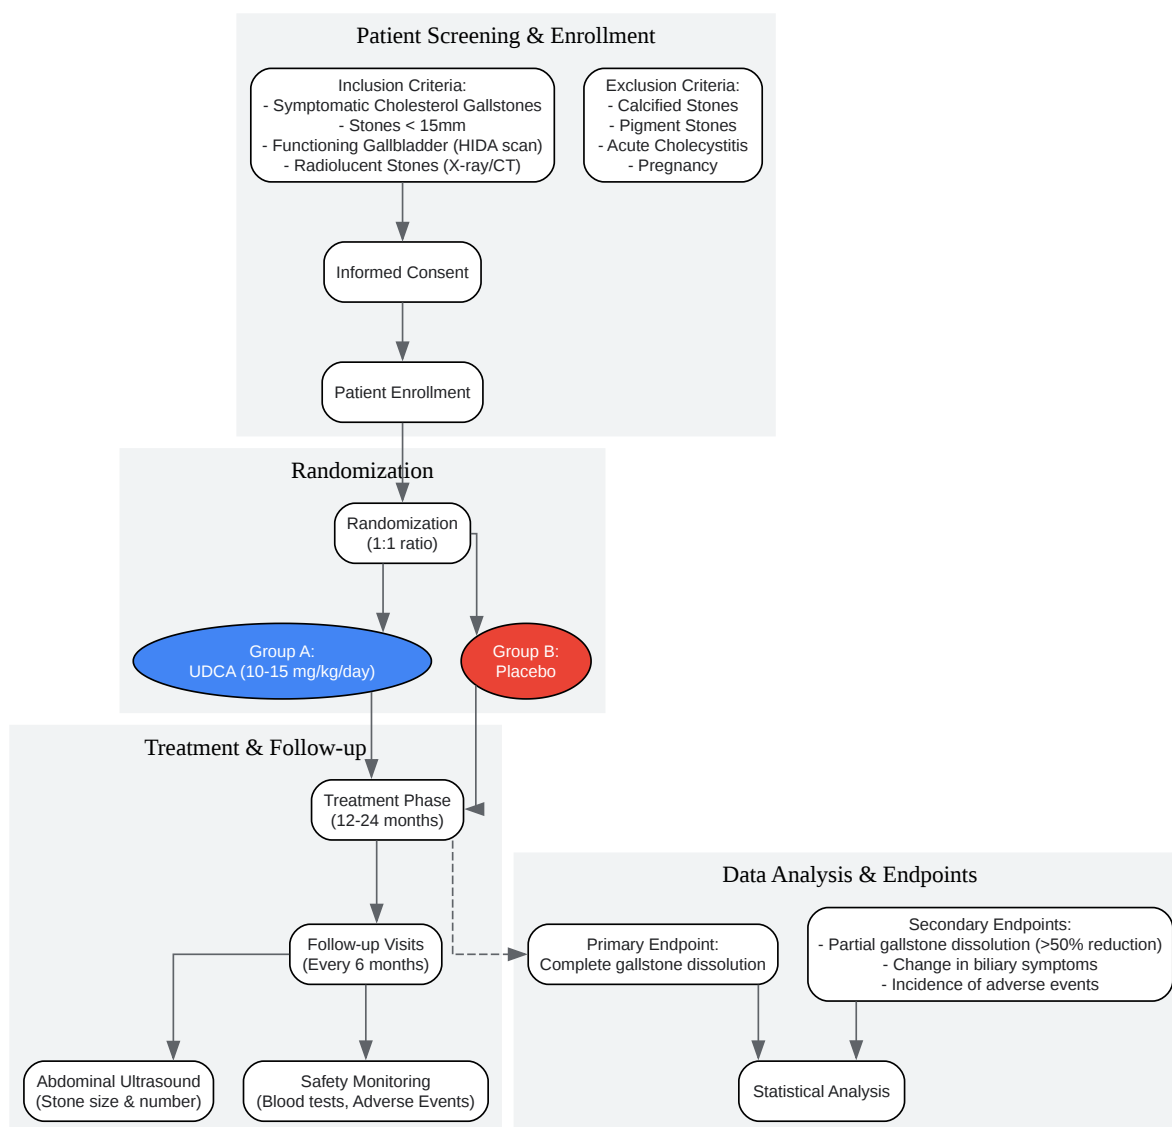 Patient Screening & Enrollment
Inclusion Criteria:
- Symptomatic Cholesterol Gallstones
- Stones < 15mm
- Functioning Gallbladder (HIDA scan)
- Radiolucent Stones (X-ray/CT)
Exclusion Criteria:
- Calcified Stones
- Pigment Stones
- Acute Cholecystitis
- Pregnancy
Informed Consent
Patient Enrollment
Randomization
Randomization
(1:1 ratio)
Group A:
UDCA (10-15 mg/kg/day)
Group B:
Placebo
Treatment & Follow-up
Treatment Phase
(12-24 months)
Follow-up Visits
(Every 6 months)
Abdominal Ultrasound
(Stone size & number)
Safety Monitoring
(Blood tests, Adverse Events)
Data Analysis & Endpoints
Primary Endpoint:
Complete gallstone dissolution
Secondary Endpoints:
- Partial gallstone dissolution (>50% reduction)
- Change in biliary symptoms
- Incidence of adverse events
Statistical Analysis